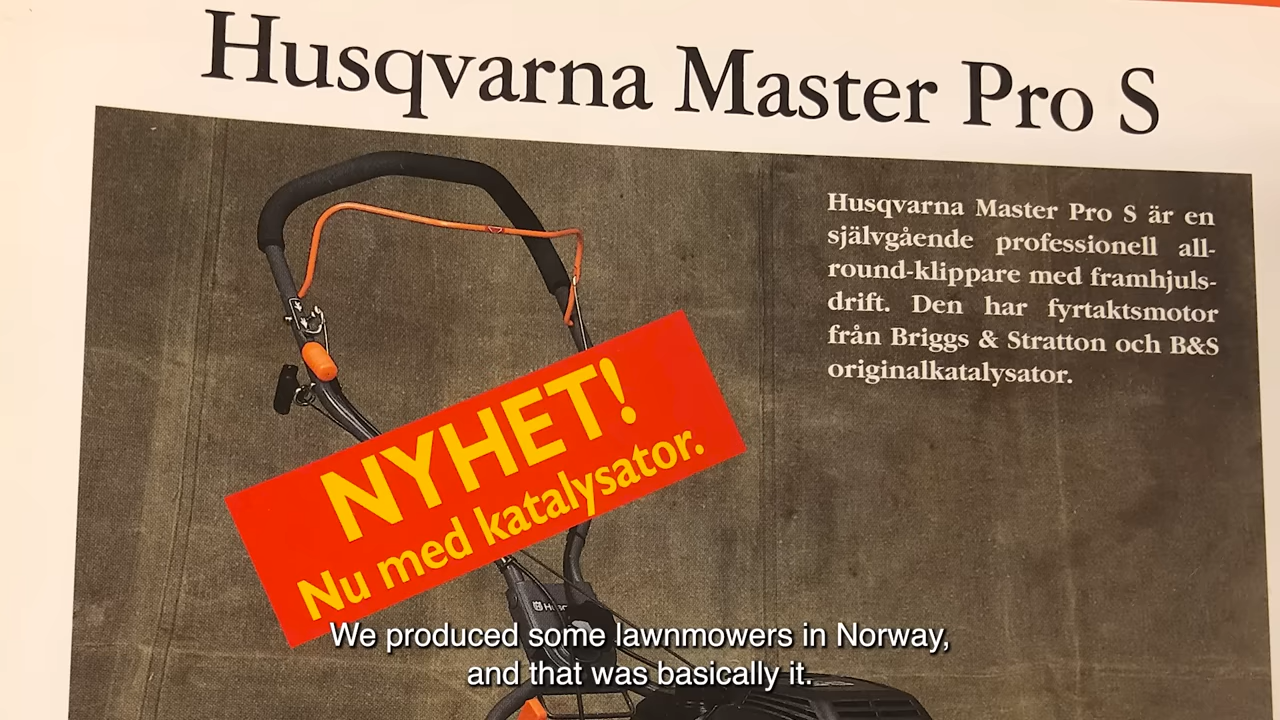 Husqvarna Master Pro S
Husqvarna Master Pro S är en
självgående professionell all-
round-klippare med framhjuls-
drift. Den har fyrtaktsmotor
från Briggs & Stratton och B&S
originalkatalysator.
NYHET!
Nu med katalysator.
We produced some lawnmowers in Norway,
and that was basically it.